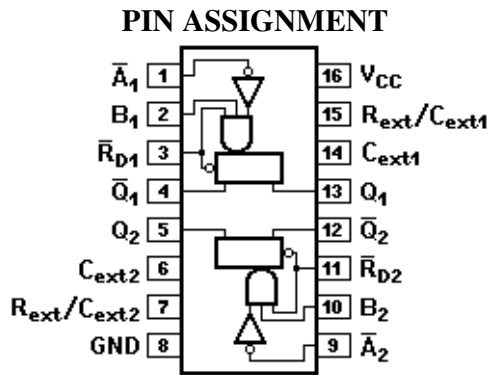 PIN ASSIGNMENT
A̅1 1 16 VCC
B1 2 15 Rext/Cext1
R̅D1 3 14 Cext1
Q̅1 4 13 Q1
Q2 5 12 Q̅2
Cext2 6 11 R̅D2
Rext/Cext2 7 10 B2
GND 8 9 A̅2